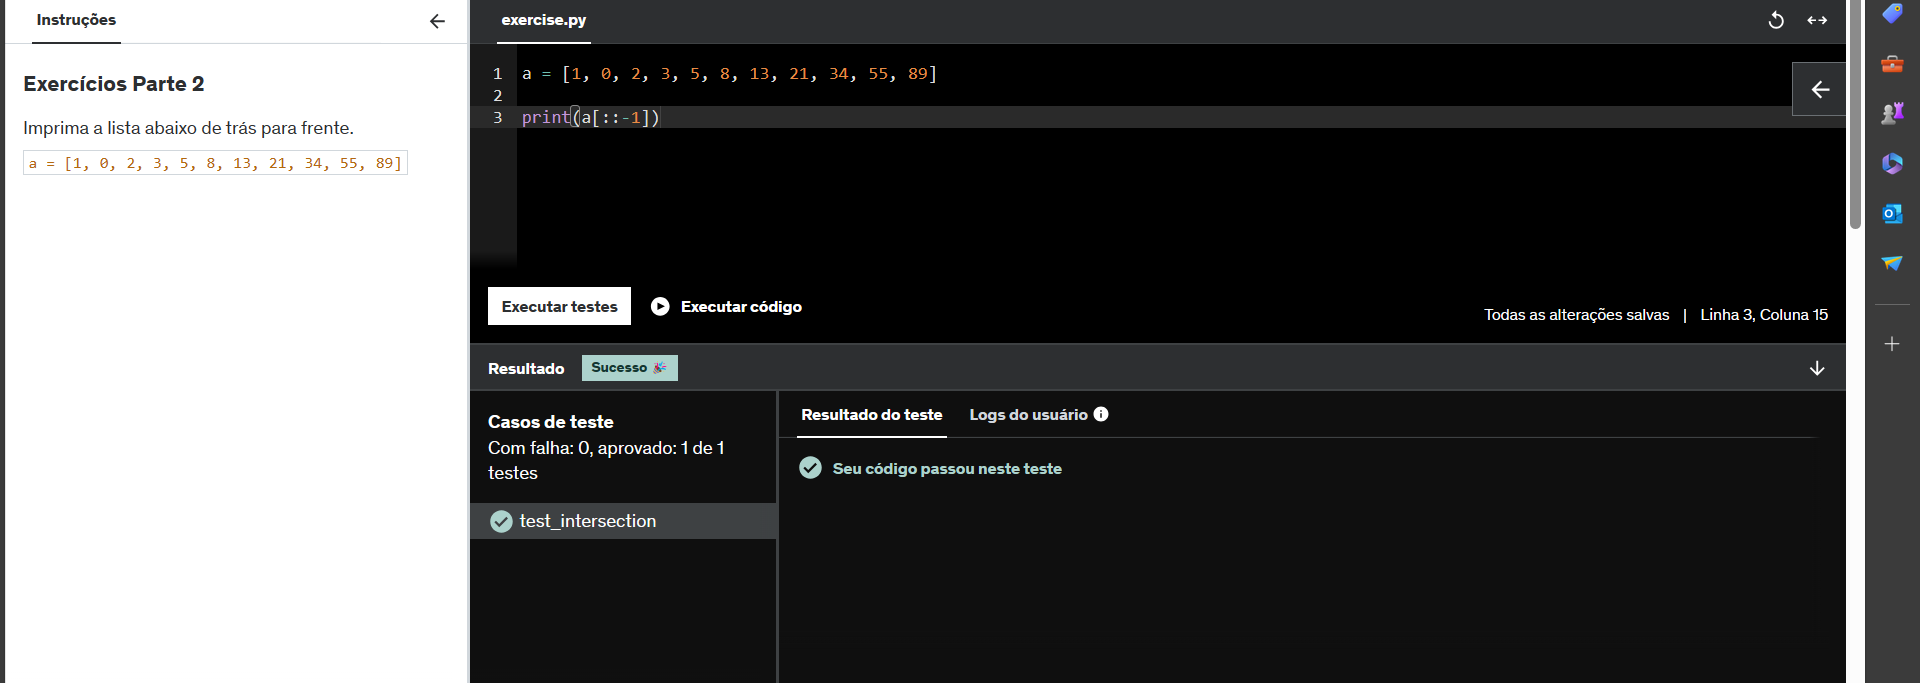 Instruções
Exercícios Parte 2
Imprima a lista abaixo de trás para frente.
a = [1, 0, 2, 3, 5, 8, 13, 21, 34, 55, 89]
exercise.py
1 a = [1, 0, 2, 3, 5, 8, 13, 21, 34, 55, 89]
2
3 print(a[::-1])
Executar testes
Executar código
Todas as alterações salvas | Linha 3, Coluna 15
Resultado
Sucesso 🎉
Casos de teste
Com falha: 0, aprovado: 1 de 1
testes
test_intersection
Resultado do teste
Logs do usuário
Seu código passou neste teste